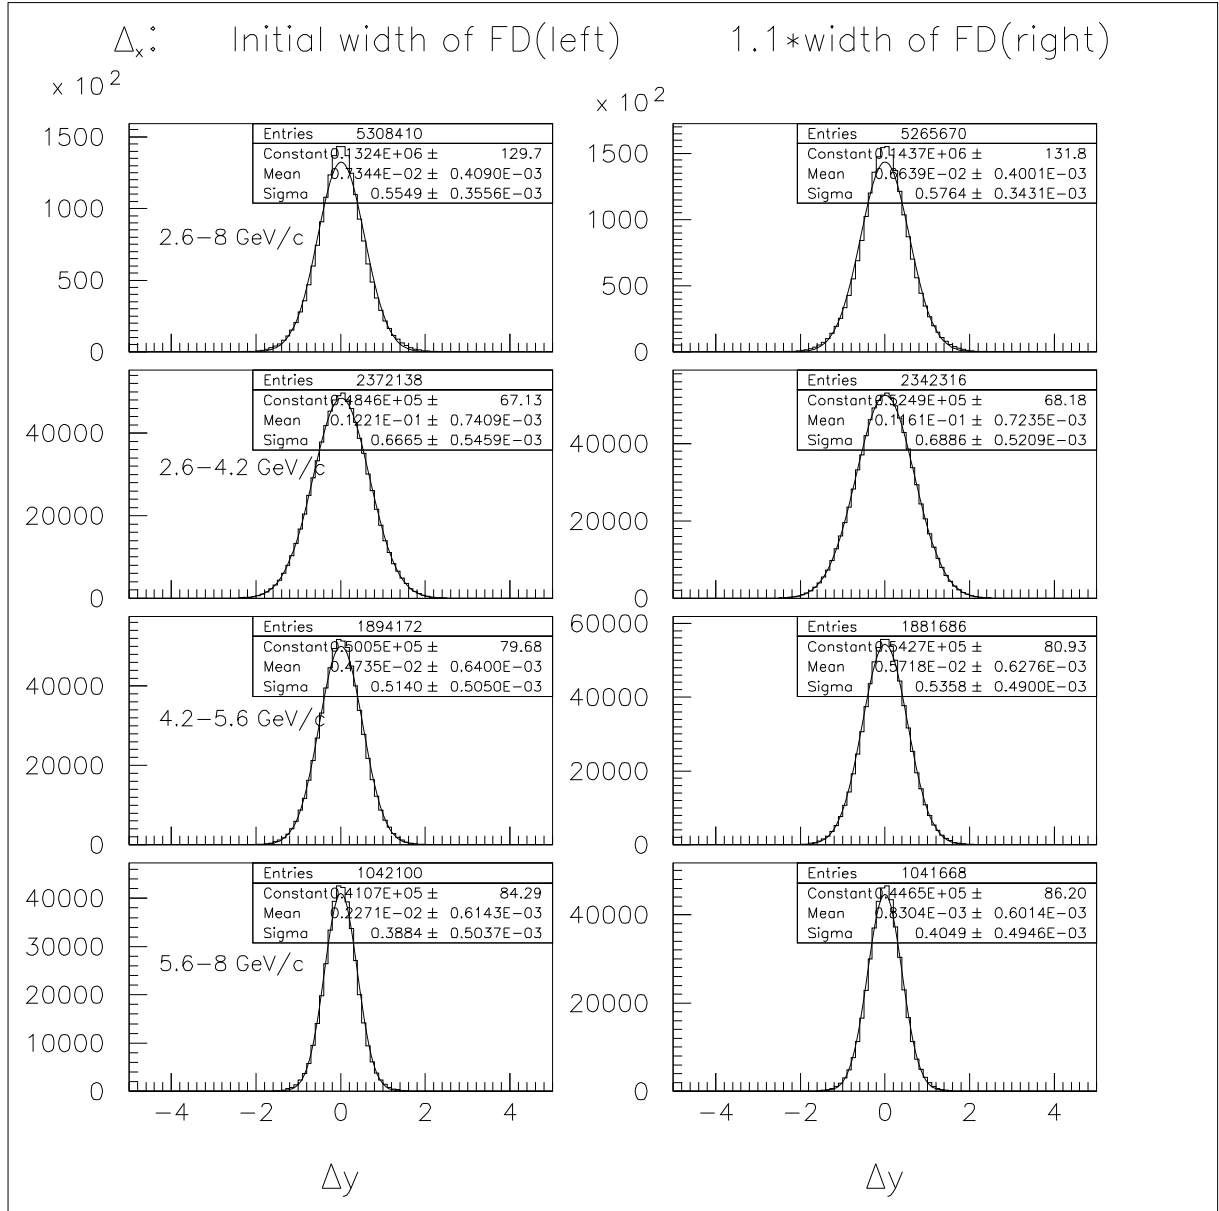 Δx: Initial width of FD(left) 1.1*width of FD(right)
x 10²
x 10²
1500
1000
500
0
Entries 5308410
Constant 0.1324E+06 ± 129.7
Mean 0.7344E-02 ± 0.4090E-03
Sigma 0.5549 ± 0.3556E-03
2.6-8 GeV/c
1500
1000
500
0
Entries 5265670
Constant 0.1437E+06 ± 131.8
Mean 0.6639E-02 ± 0.4001E-03
Sigma 0.5764 ± 0.3431E-03
40000
20000
0
Entries 2372138
Constant 0.4846E+05 ± 67.13
Mean 0.1221E-01 ± 0.7409E-03
Sigma 0.6665 ± 0.5459E-03
2.6-4.2 GeV/c
40000
20000
0
Entries 2342316
Constant 0.5249E+05 ± 68.18
Mean 0.1161E-01 ± 0.7235E-03
Sigma 0.6886 ± 0.5209E-03
40000
20000
0
Entries 1894172
Constant 0.5005E+05 ± 79.68
Mean 0.4735E-02 ± 0.6400E-03
Sigma 0.5140 ± 0.5050E-03
4.2-5.6 GeV/c
60000
40000
20000
0
Entries 1881686
Constant 0.5427E+05 ± 80.93
Mean 0.5718E-02 ± 0.6276E-03
Sigma 0.5358 ± 0.4900E-03
40000
30000
20000
10000
0
Entries 1042100
Constant 0.4107E+05 ± 84.29
Mean 0.2271E-02 ± 0.6143E-03
Sigma 0.3884 ± 0.5037E-03
5.6-8 GeV/c
-4 -2 0 2 4
Δy
40000
20000
0
Entries 1041668
Constant 0.4465E+05 ± 86.20
Mean 0.8304E-03 ± 0.6014E-03
Sigma 0.4049 ± 0.4946E-03
-4 -2 0 2 4
Δy